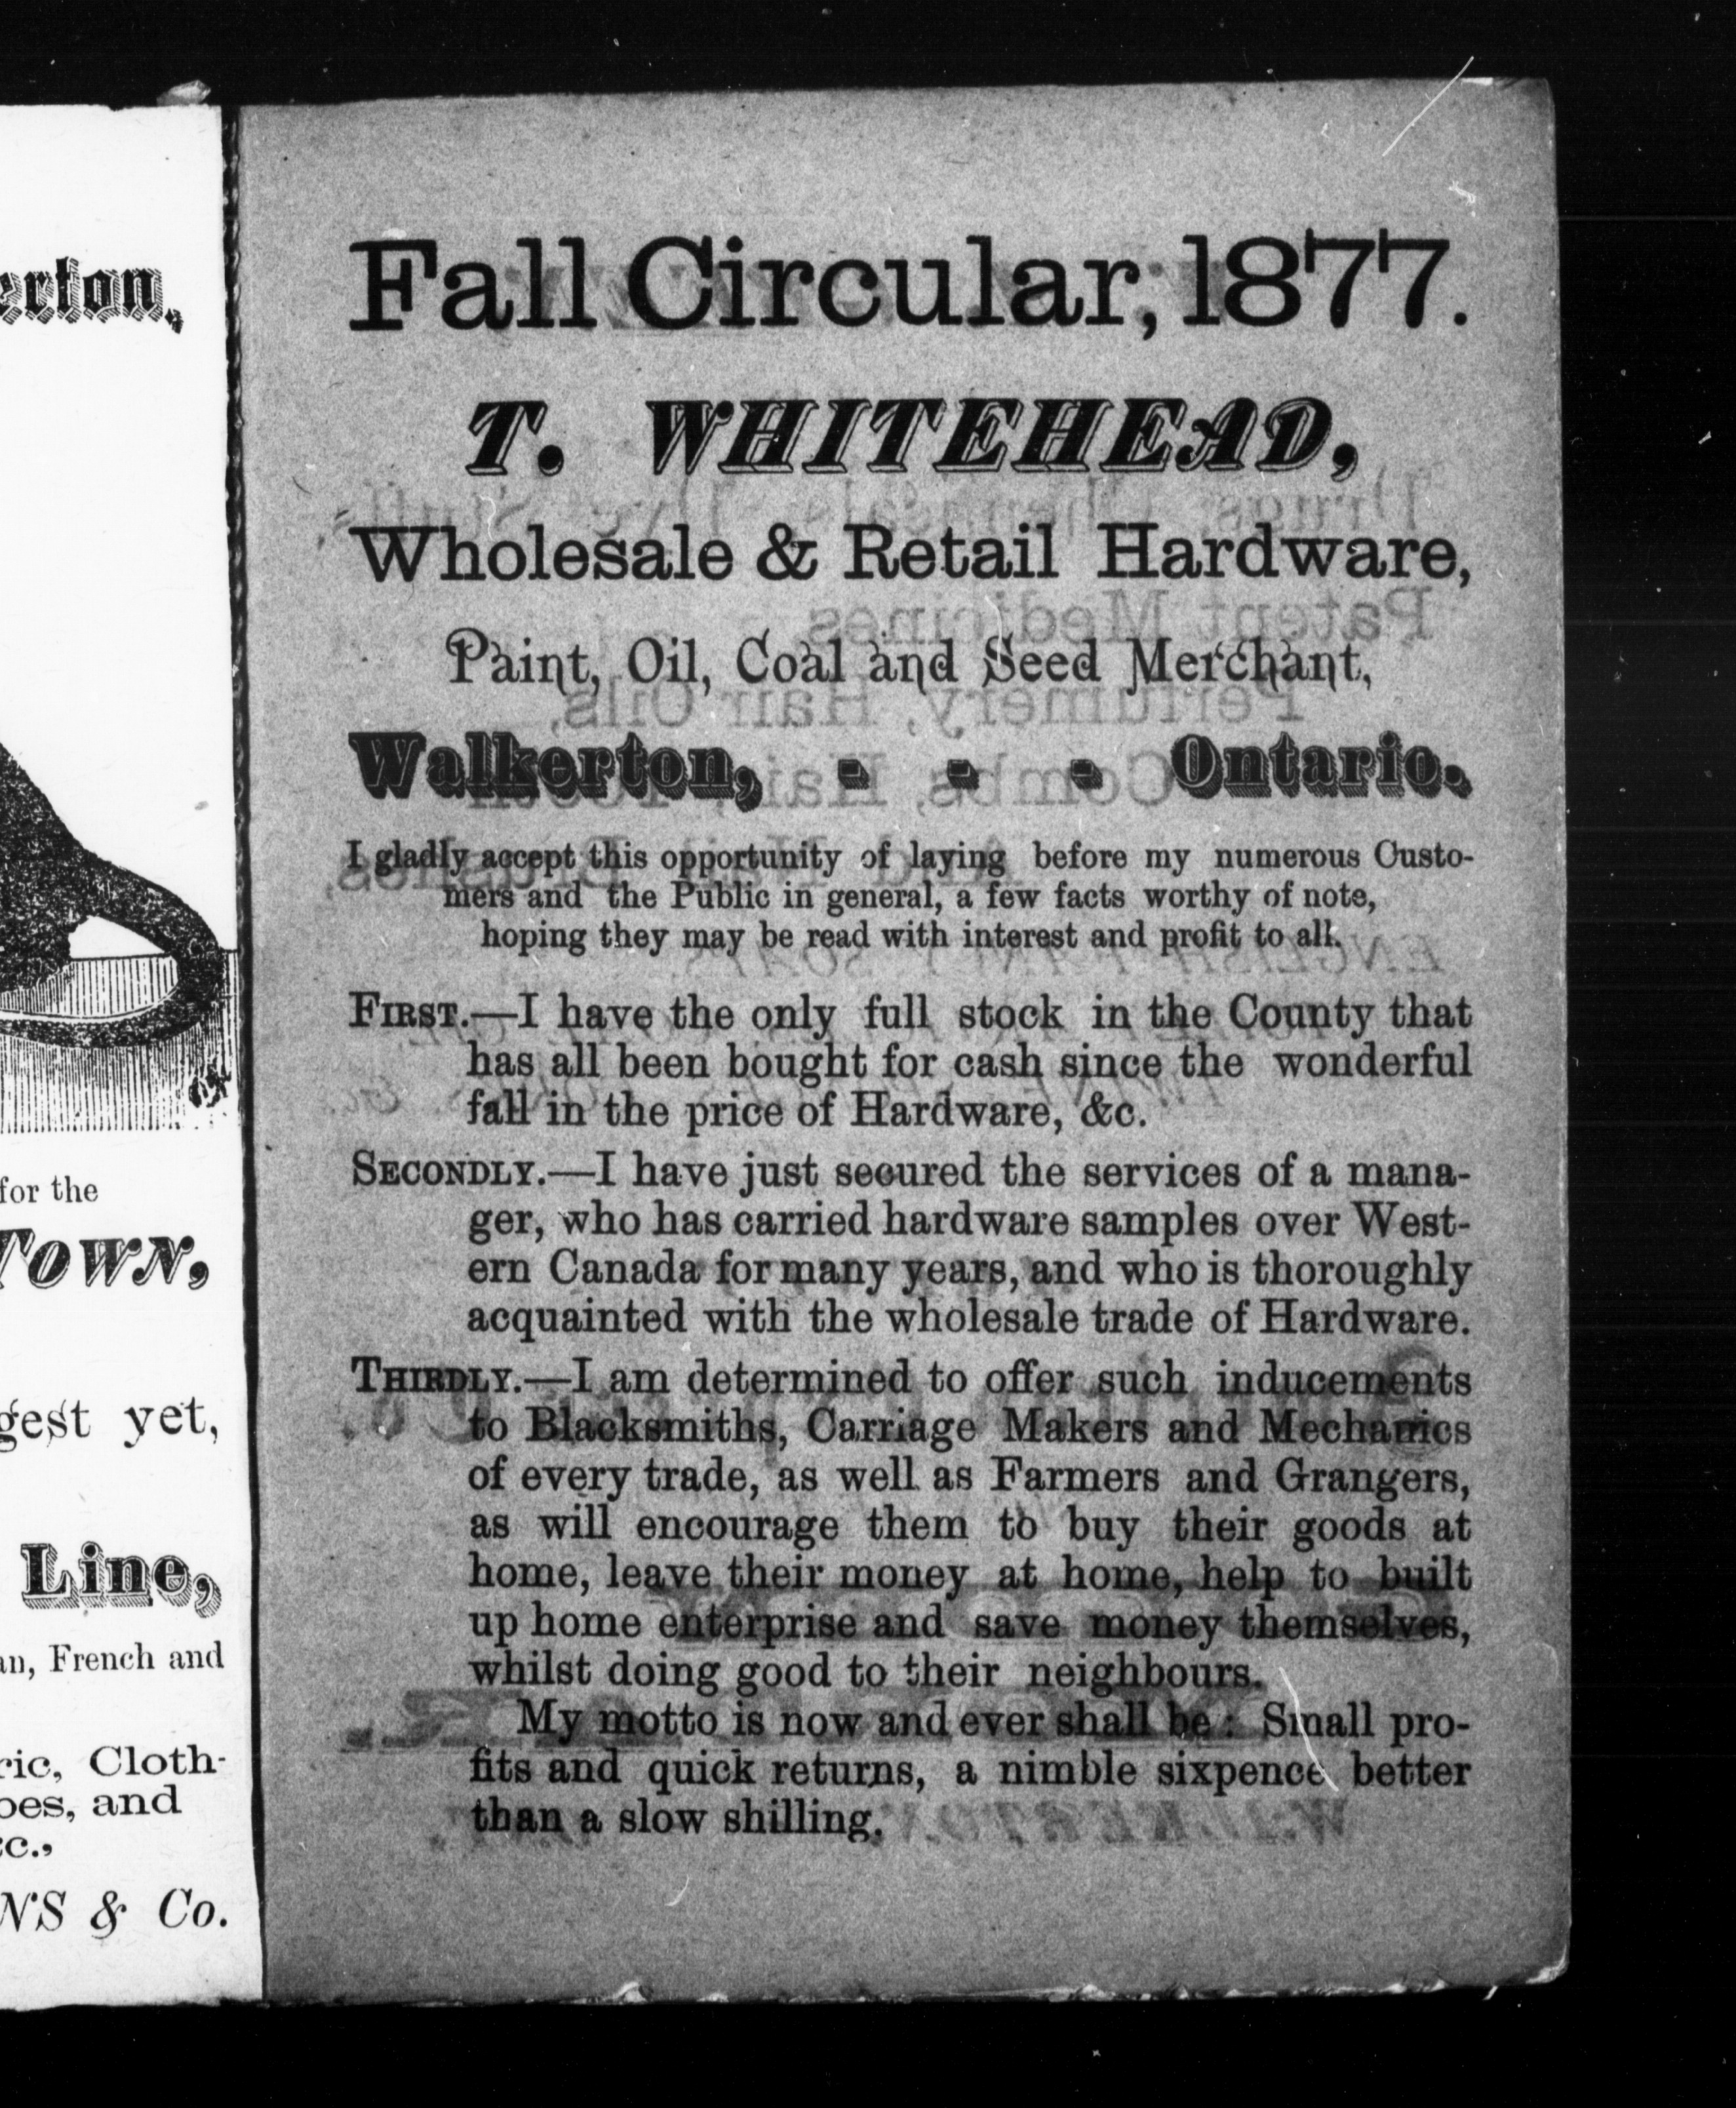 erton,
for the
TOWN,
gest yet,
Line,
an, French and
ric, Cloth-
oes, and
&c.,
NS & Co.
Fall Circular, 1877.
T. WHITEHEAD,
Wholesale & Retail Hardware,
Paint, Oil, Coal and Seed Merchant,
Walkerton, - - - Ontario.
I gladly accept this opportunity of laying before my numerous Custo-
mers and the Public in general, a few facts worthy of note,
hoping they may be read with interest and profit to all.
FIRST.—I have the only full stock in the County that
has all been bought for cash since the wonderful
fall in the price of Hardware, &c.
SECONDLY.—I have just secured the services of a mana-
ger, who has carried hardware samples over West-
ern Canada for many years, and who is thoroughly
acquainted with the wholesale trade of Hardware.
THIRDLY.—I am determined to offer such inducements
to Blacksmiths, Carriage Makers and Mechanics
of every trade, as well as Farmers and Grangers,
as will encourage them to buy their goods at
home, leave their money at home, help to built
up home enterprise and save money themselves,
whilst doing good to their neighbours.
My motto is now and ever shall be: Small pro-
fits and quick returns, a nimble sixpence better
than a slow shilling.